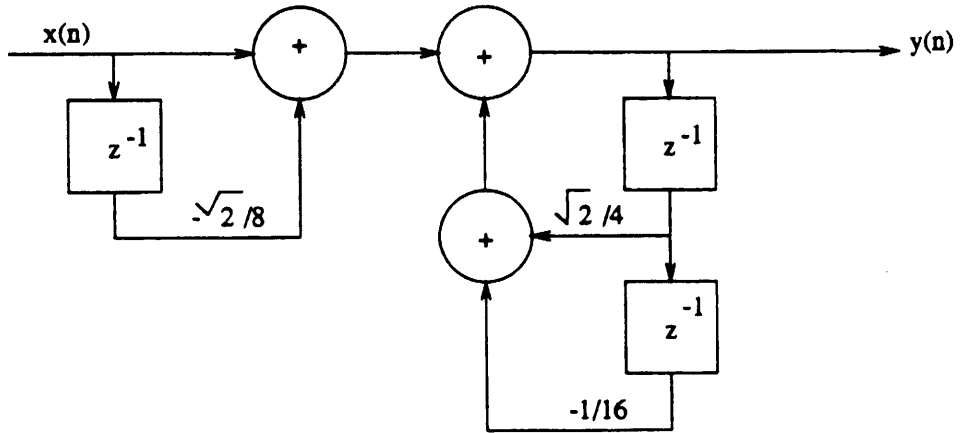 x(n)
+
+
y(n)
z^-1
z^-1
-√2/8
+
√2/4
z^-1
-1/16